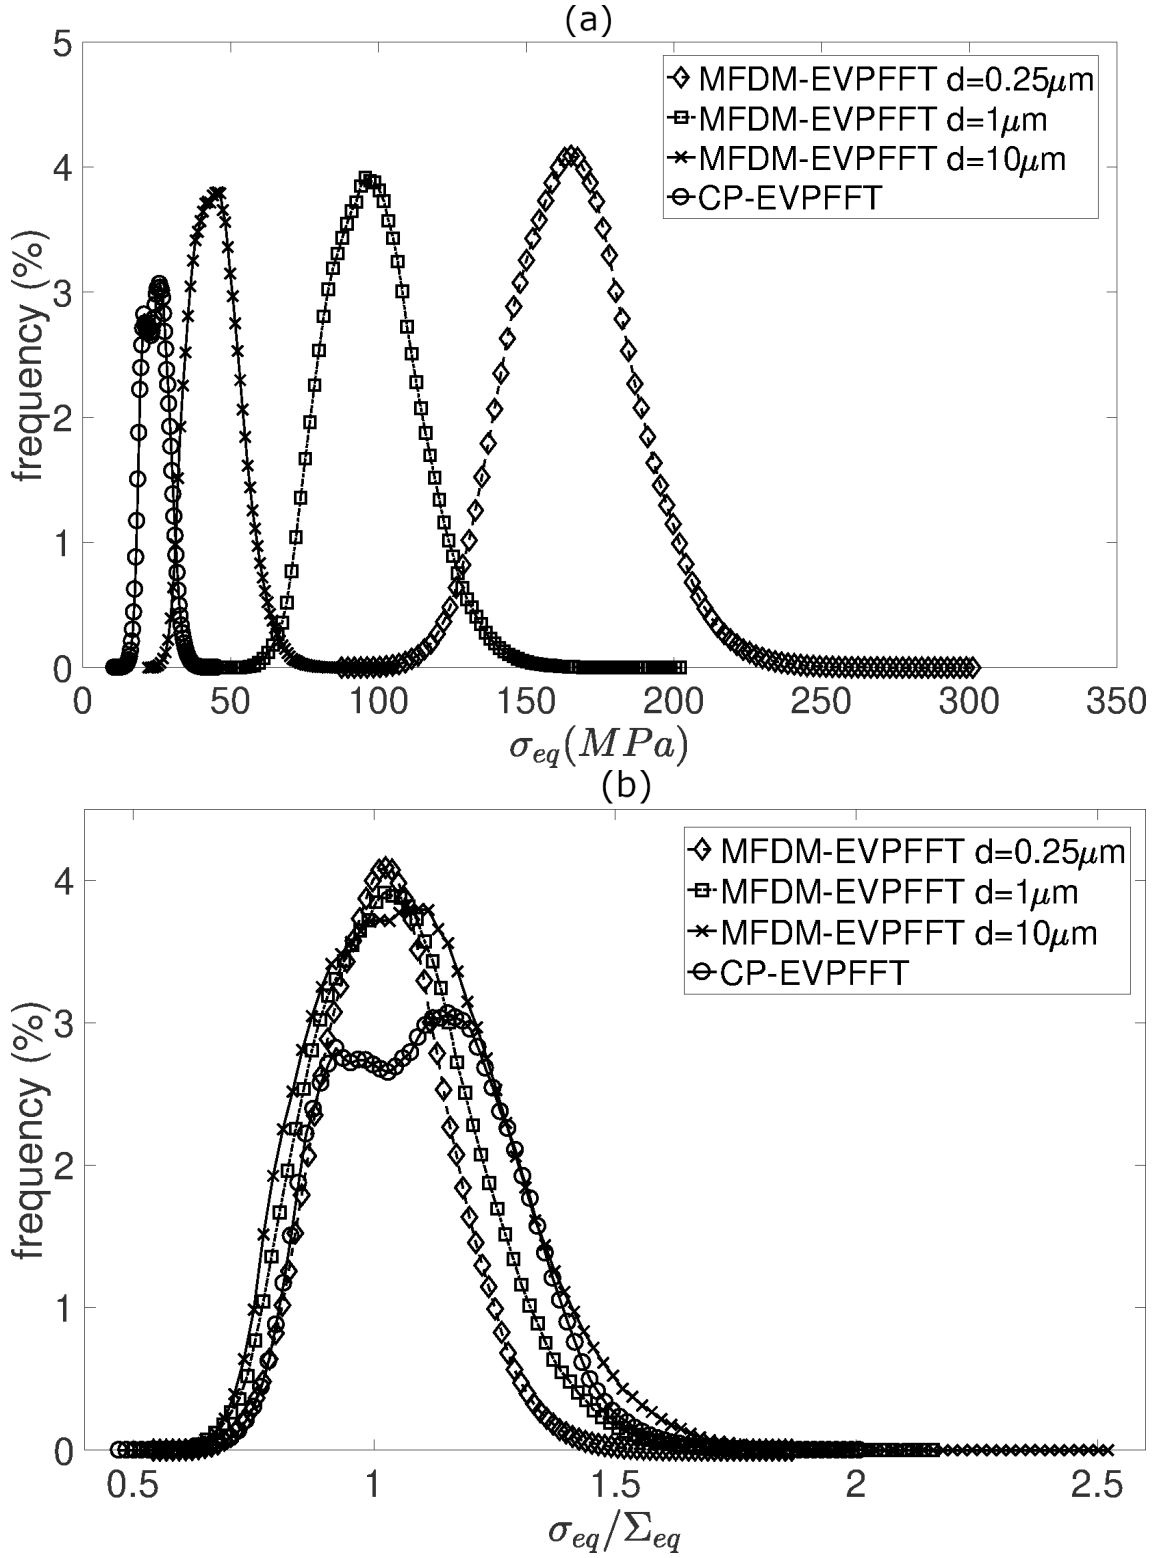 (a)
5
4
3
2
1
0
frequency (%)
MFDM-EVPFFT d=0.25μm
MFDM-EVPFFT d=1μm
MFDM-EVPFFT d=10μm
CP-EVPFFT
0 50 100 150 200 250 300 350
σeq(MPa)
(b)
4
3
2
1
0
frequency (%)
MFDM-EVPFFT d=0.25μm
MFDM-EVPFFT d=1μm
MFDM-EVPFFT d=10μm
CP-EVPFFT
0.5 1 1.5 2 2.5
σeq/Σeq